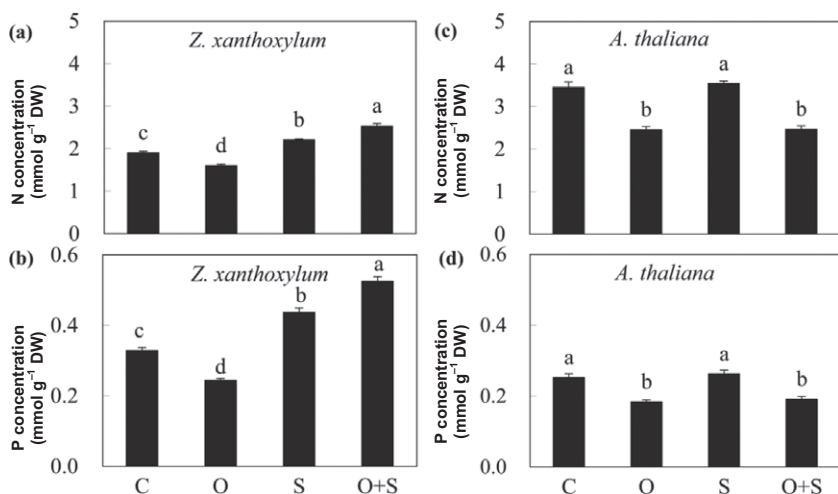 (a)
Z. xanthoxylum
N concentration
(mmol g⁻¹ DW)
5
4
3
2
1
0
c
d
b
a
(c)
A. thaliana
N concentration
(mmol g⁻¹ DW)
5
4
3
2
1
0
a
b
a
b
(b)
Z. xanthoxylum
P concentration
(mmol g⁻¹ DW)
0.6
0.4
0.2
0.0
c
d
b
a
C O S O+S
(d)
A. thaliana
P concentration
(mmol g⁻¹ DW)
0.6
0.4
0.2
0.0
a
b
a
b
C O S O+S